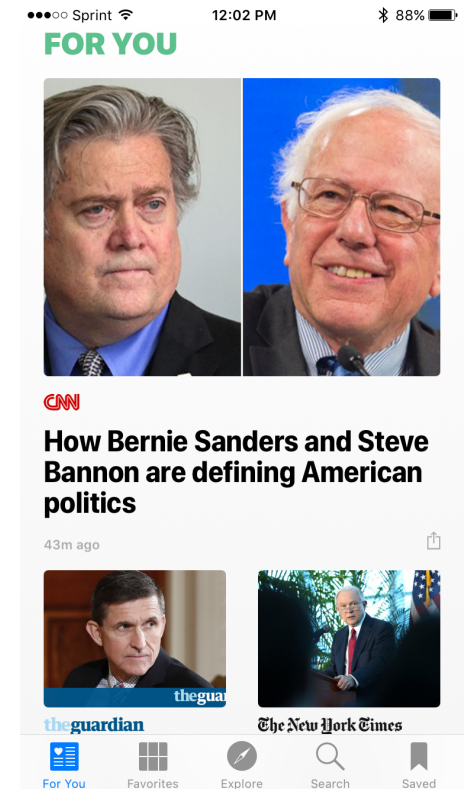 Sprint 12:02 PM 88%
FOR YOU
CNN
How Bernie Sanders and Steve
Bannon are defining American
politics
43m ago
thegua
theguardian
The New York Times
For You Favorites Explore Search Saved